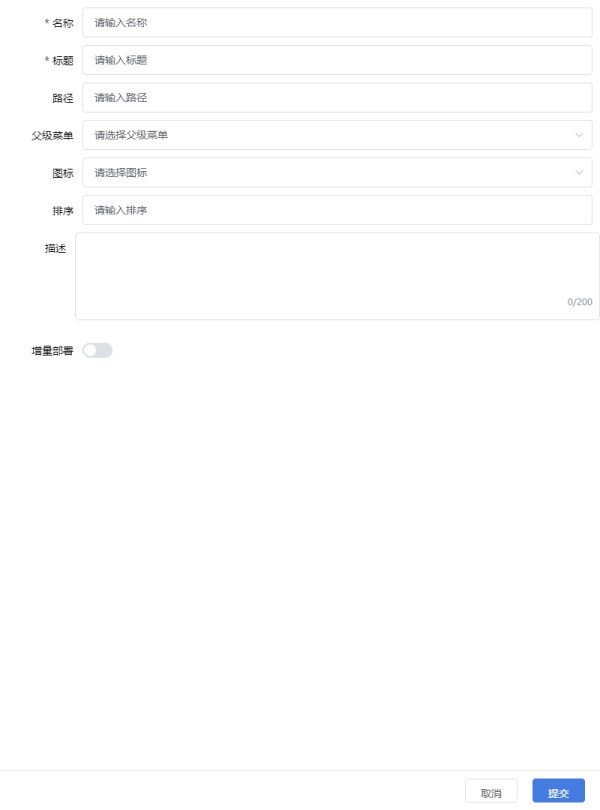 * 名称 请输入名称
* 标题 请输入标题
路径 请输入路径
父级菜单 请选择父级菜单
图标 请选择图标
排序 请输入排序
描述
0/200
增量部署
取消 提交